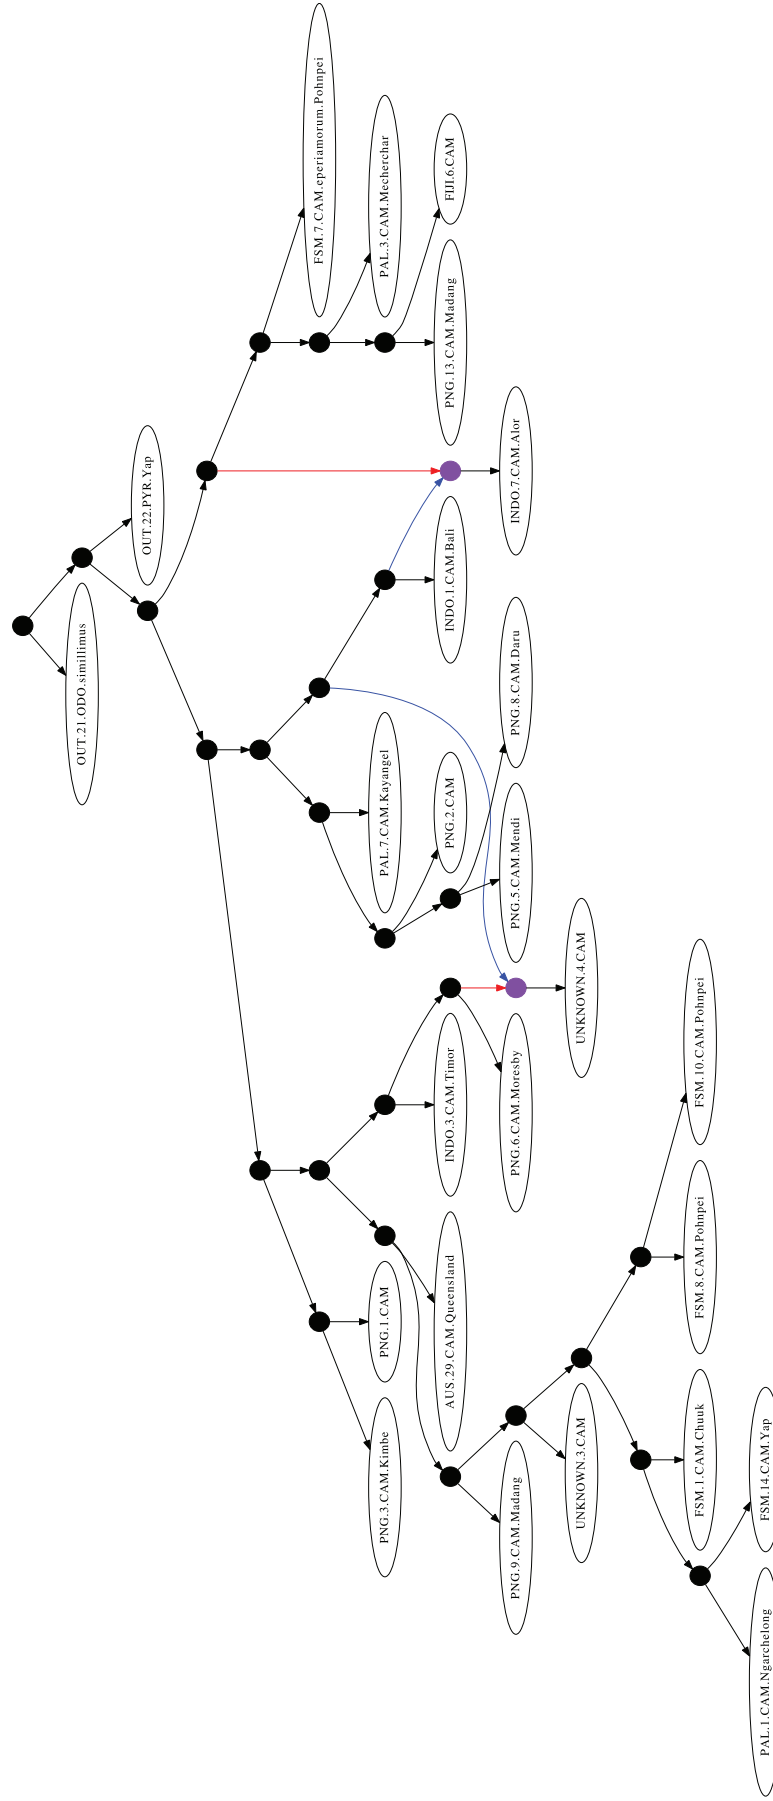 FSM.7.CAM.eperiamorum.Pohnpei
PAL.3.CAM.Mecherchar
FIJI.6.CAM
PNG.13.CAM.Madang
OUT.22.PYR.Yap
INDO.7.CAM.Alor
INDO.1.CAM.Bali
OUT.21.ODO.simillimus
PNG.8.CAM.Daru
PAL.7.CAM.Kayangel
PNG.2.CAM
PNG.5.CAM.Mendi
UNKNOWN.4.CAM
INDO.3.CAM.Timor
PNG.6.CAM.Moresby
FSM.10.CAM.Pohnpei
FSM.8.CAM.Pohnpei
PNG.1.CAM
AUS.29.CAM.Queensland
PNG.3.CAM.Kimbe
UNKNOWN.3.CAM
PNG.9.CAM.Madang
FSM.1.CAM.Chuuk
FSM.14.CAM.Yap
PAL.1.CAM.Ngarchelong